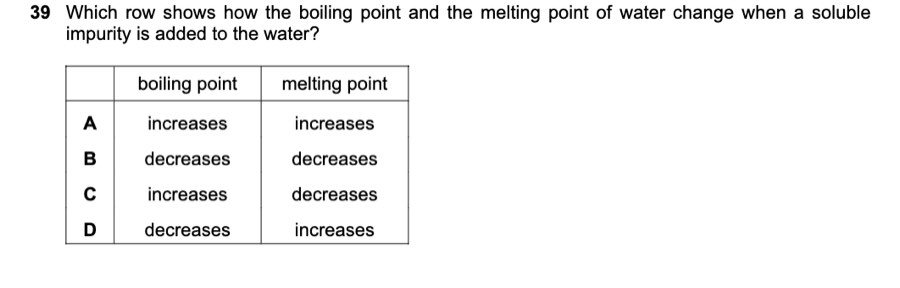 39 Which row shows how the boiling point and the melting point of water change when a soluble
impurity is added to the water?
boiling point melting point
A increases increases
B decreases decreases
C increases decreases
D decreases increases